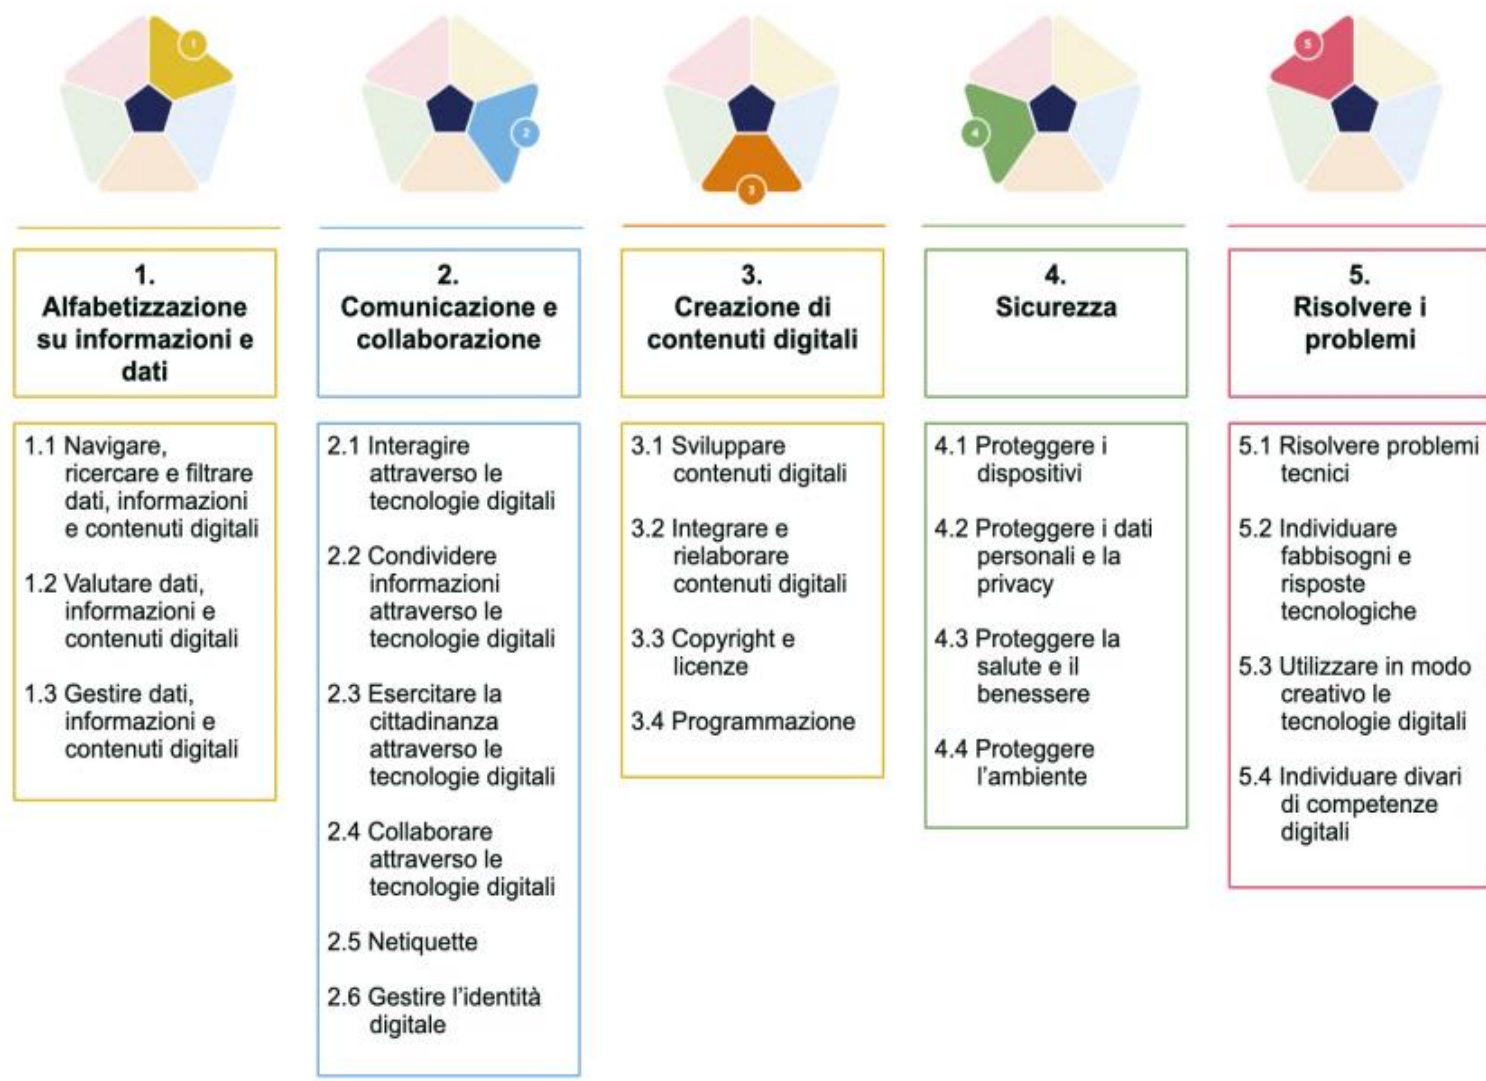 1
2
3
4
5
1.
Alfabetizzazione
su informazioni e
dati
2.
Comunicazione e
collaborazione
3.
Creazione di
contenuti digitali
4.
Sicurezza
5.
Risolvere i
problemi
1.1 Navigare,
ricercare e filtrare
dati, informazioni
e contenuti digitali
1.2 Valutare dati,
informazioni e
contenuti digitali
1.3 Gestire dati,
informazioni e
contenuti digitali
2.1 Interagire
attraverso le
tecnologie digitali
2.2 Condividere
informazioni
attraverso le
tecnologie digitali
2.3 Esercitare la
cittadinanza
attraverso le
tecnologie digitali
2.4 Collaborare
attraverso le
tecnologie digitali
2.5 Netiquette
2.6 Gestire l’identità
digitale
3.1 Sviluppare
contenuti digitali
3.2 Integrare e
rielaborare
contenuti digitali
3.3 Copyright e
licenze
3.4 Programmazione
4.1 Proteggere i
dispositivi
4.2 Proteggere i dati
personali e la
privacy
4.3 Proteggere la
salute e il
benessere
4.4 Proteggere
l’ambiente
5.1 Risolvere problemi
tecnici
5.2 Individuare
fabbisogni e
risposte
tecnologiche
5.3 Utilizzare in modo
creativo le
tecnologie digitali
5.4 Individuare divari
di competenze
digitali